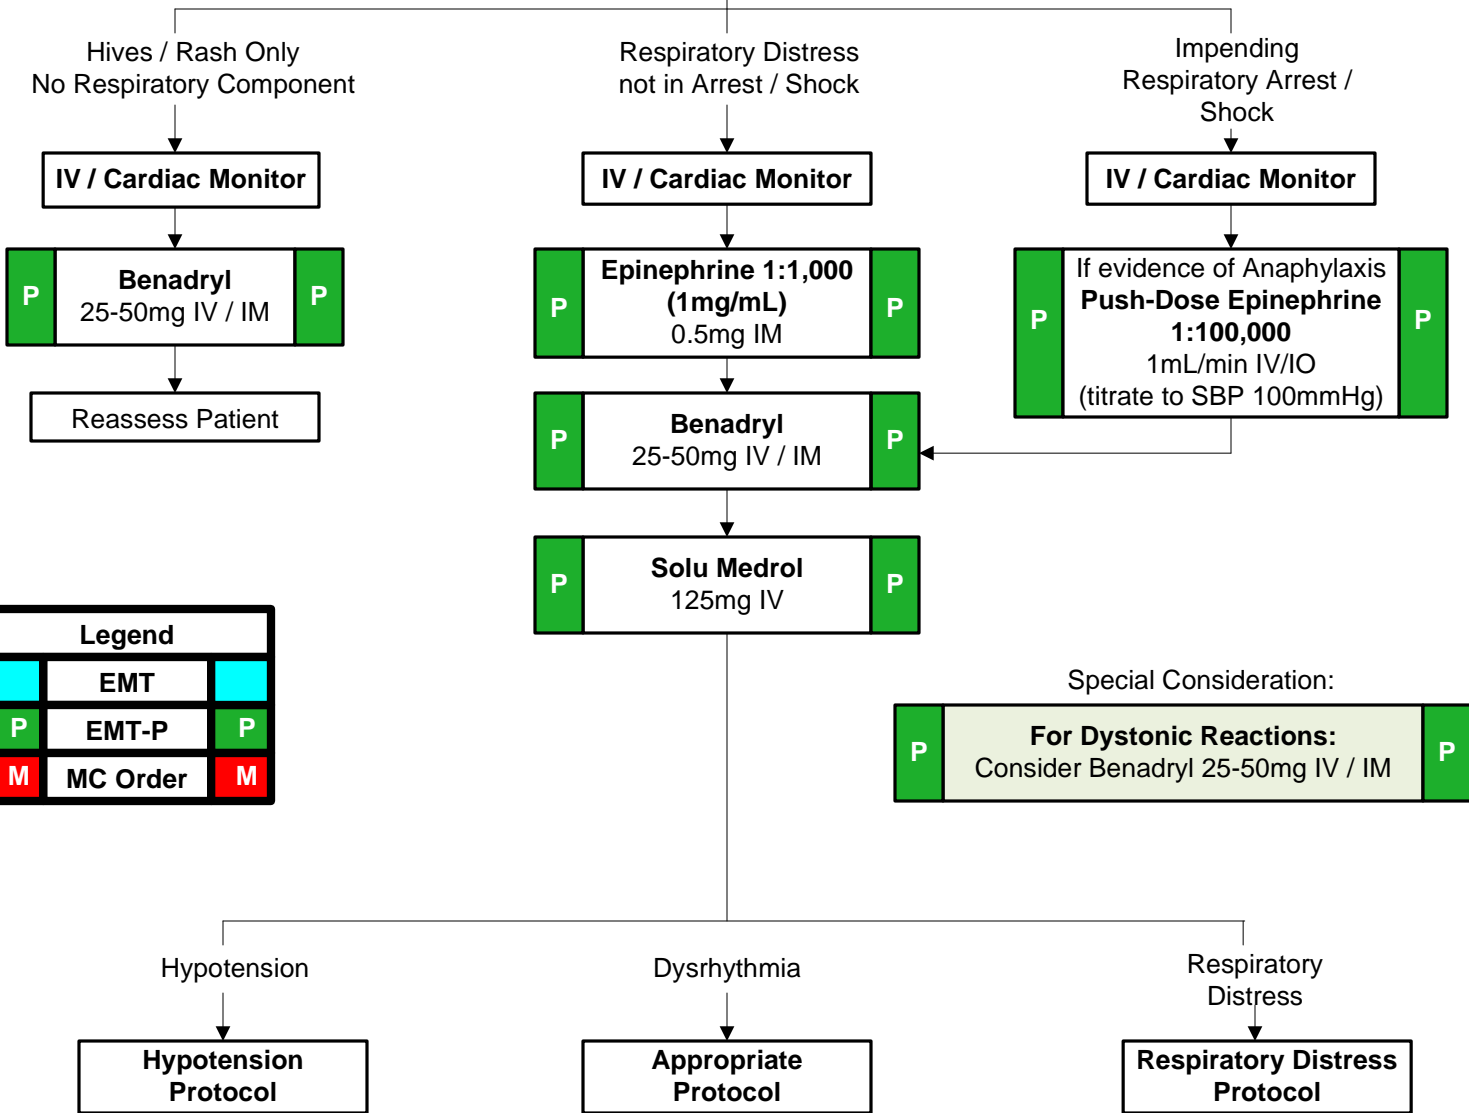 Hives / Rash Only
No Respiratory Component
Respiratory Distress
not in Arrest / Shock
Impending
Respiratory Arrest /
Shock
IV / Cardiac Monitor
IV / Cardiac Monitor
IV / Cardiac Monitor
P
Benadryl
25-50mg IV / IM
P
P
Epinephrine 1:1,000
(1mg/mL)
0.5mg IM
P
P
If evidence of Anaphylaxis
Push-Dose Epinephrine
1:100,000
1mL/min IV/IO
(titrate to SBP 100mmHg)
P
Reassess Patient
P
Benadryl
25-50mg IV / IM
P
P
Solu Medrol
125mg IV
P
Legend
EMT
P EMT-P P
M MC Order M
Special Consideration:
P
For Dystonic Reactions:
Consider Benadryl 25-50mg IV / IM
P
Hypotension
Dysrhythmia
Respiratory
Distress
Hypotension
Protocol
Appropriate
Protocol
Respiratory Distress
Protocol